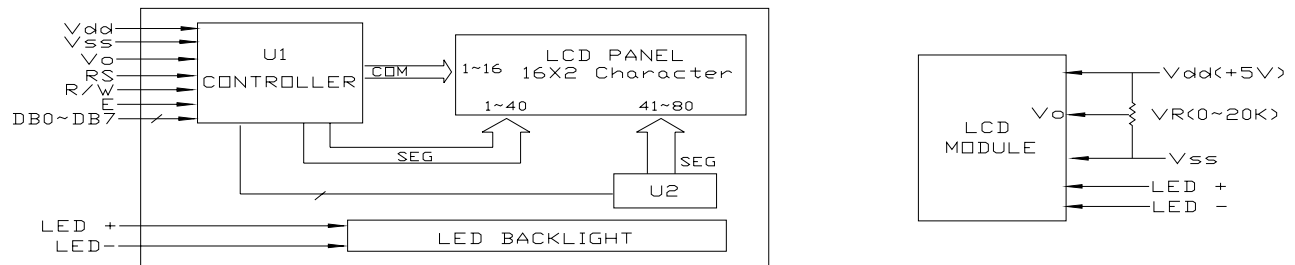 Vdd
Vss
Vo
RS
R/W
E
DB0~DB7
U1
CONTROLLER
COM
LCD PANEL
1~16
16X2 Character
1~40
41~80
SEG
SEG
U2
LED +
LED-
LED BACKLIGHT
LCD
MODULE
Vdd(+5V)
Vo
VR(0~20K)
Vss
LED +
LED -